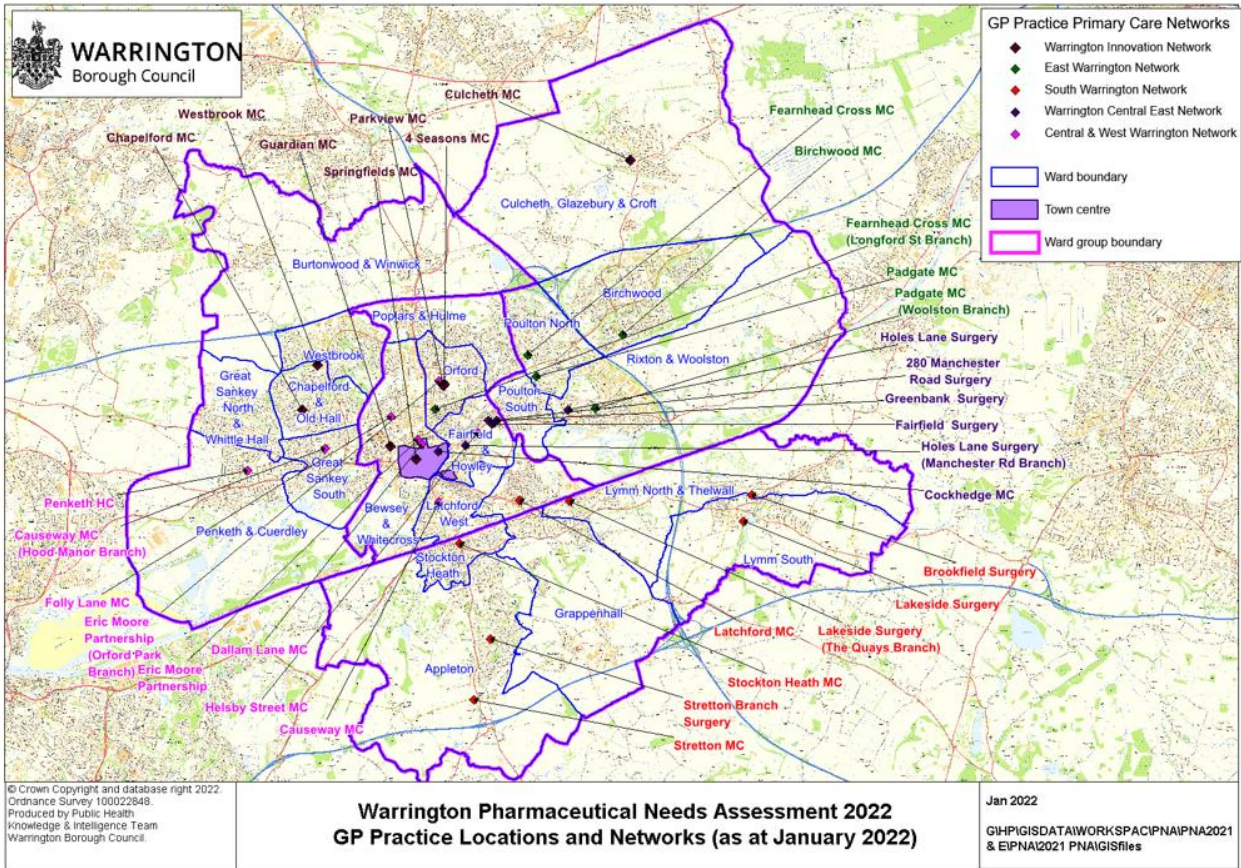 WARRINGTON
Borough Council
GP Practice Primary Care Networks
Warrington Innovation Network
East Warrington Network
South Warrington Network
Warrington Central East Network
Central & West Warrington Network
Ward boundary
Town centre
Ward group boundary
Culcheth MC
Westbrook MC
Parkview MC
Chapelford MC
Guardian MC
4 Seasons MC
Springfields MC
Fearnhead Cross MC
Birchwood MC
Fearnhead Cross MC
(Longford St Branch)
Padgate MC
Padgate MC
(Woolston Branch)
Holes Lane Surgery
280 Manchester
Road Surgery
Greenbank Surgery
Fairfield Surgery
Holes Lane Surgery
(Manchester Rd Branch)
Cockhedge MC
Culcheth, Glazebury & Croft
Burtonwood & Winwick
Birchwood
Poplars & Hulme
Poulton North
Rixton & Woolston
Westbrook
Orford
Great
Sankey
North
&
Whittle Hall
Chapelford
&
Old Hall
Poulton
South
Fairfield
&
Howley
Great
Sankey
South
Lymm North & Thelwall
Penketh & Cuerdley
Bewsey
&
Whitecross
Latchford
West
Stockton
Heath
Lymm South
Grappenhall
Appleton
Penketh HC
Causeway MC
(Hood Manor Branch)
Folly Lane MC
Eric Moore
Partnership
(Orford Park
Branch)
Eric Moore
Partnership
Dallam Lane MC
Helsby Street MC
Causeway MC
Brookfield Surgery
Lakeside Surgery
Latchford MC
Lakeside Surgery
(The Quays Branch)
Stockton Heath MC
Stretton Branch
Surgery
Stretton MC
© Crown Copyright and database right 2022.
Ordnance Survey 100022848.
Produced by Public Health
Knowledge & Intelligence Team
Warrington Borough Council.
Warrington Pharmaceutical Needs Assessment 2022
GP Practice Locations and Networks (as at January 2022)
Jan 2022
G\HP\GISDATA\WORKSPAC\PNA\PNA2021
& E\PNA\2021 PNA\GISfiles